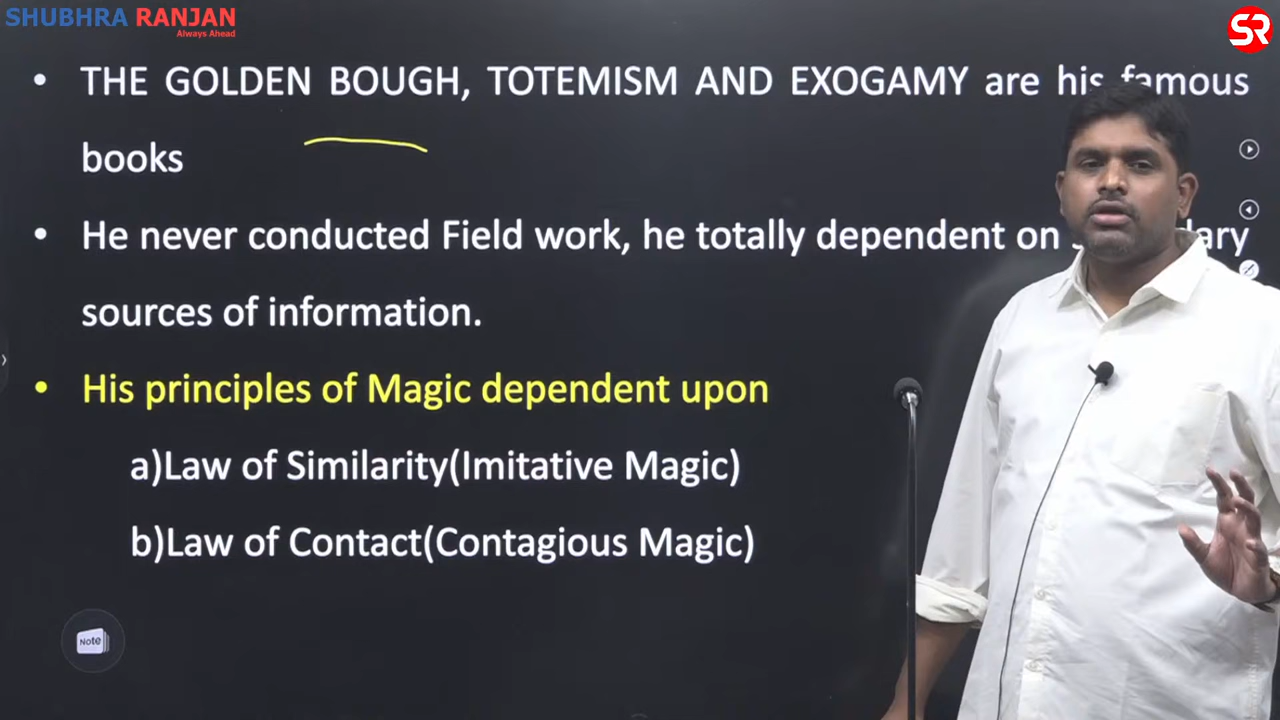 SHUBHRA RANJAN
Always Ahead
SR
• THE GOLDEN BOUGH, TOTEMISM AND EXOGAMY are his famous
books
• He never conducted Field work, he totally dependent on
sources of information.
• His principles of Magic dependent upon
a)Law of Similarity(Imitative Magic)
b)Law of Contact(Contagious Magic)
Note